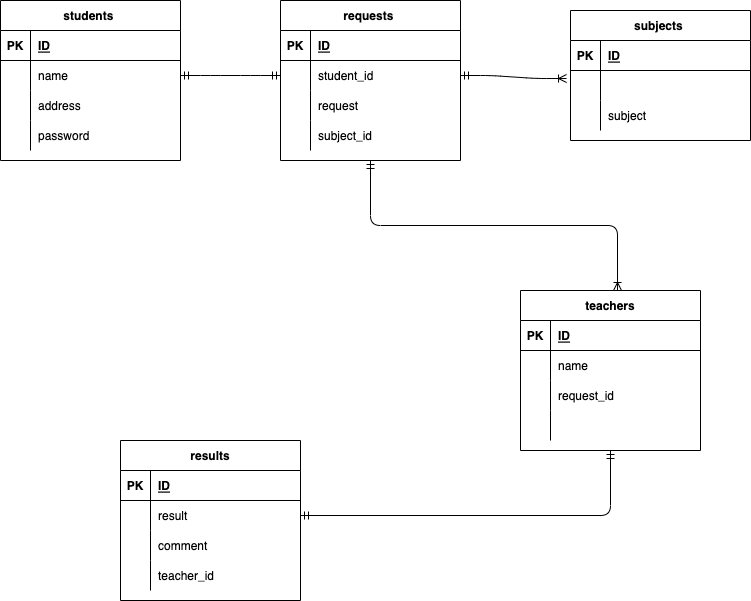 students
PK ID
name
address
password
requests
PK ID
student_id
request
subject_id
subjects
PK ID
subject
teachers
PK ID
name
request_id
results
PK ID
result
comment
teacher_id